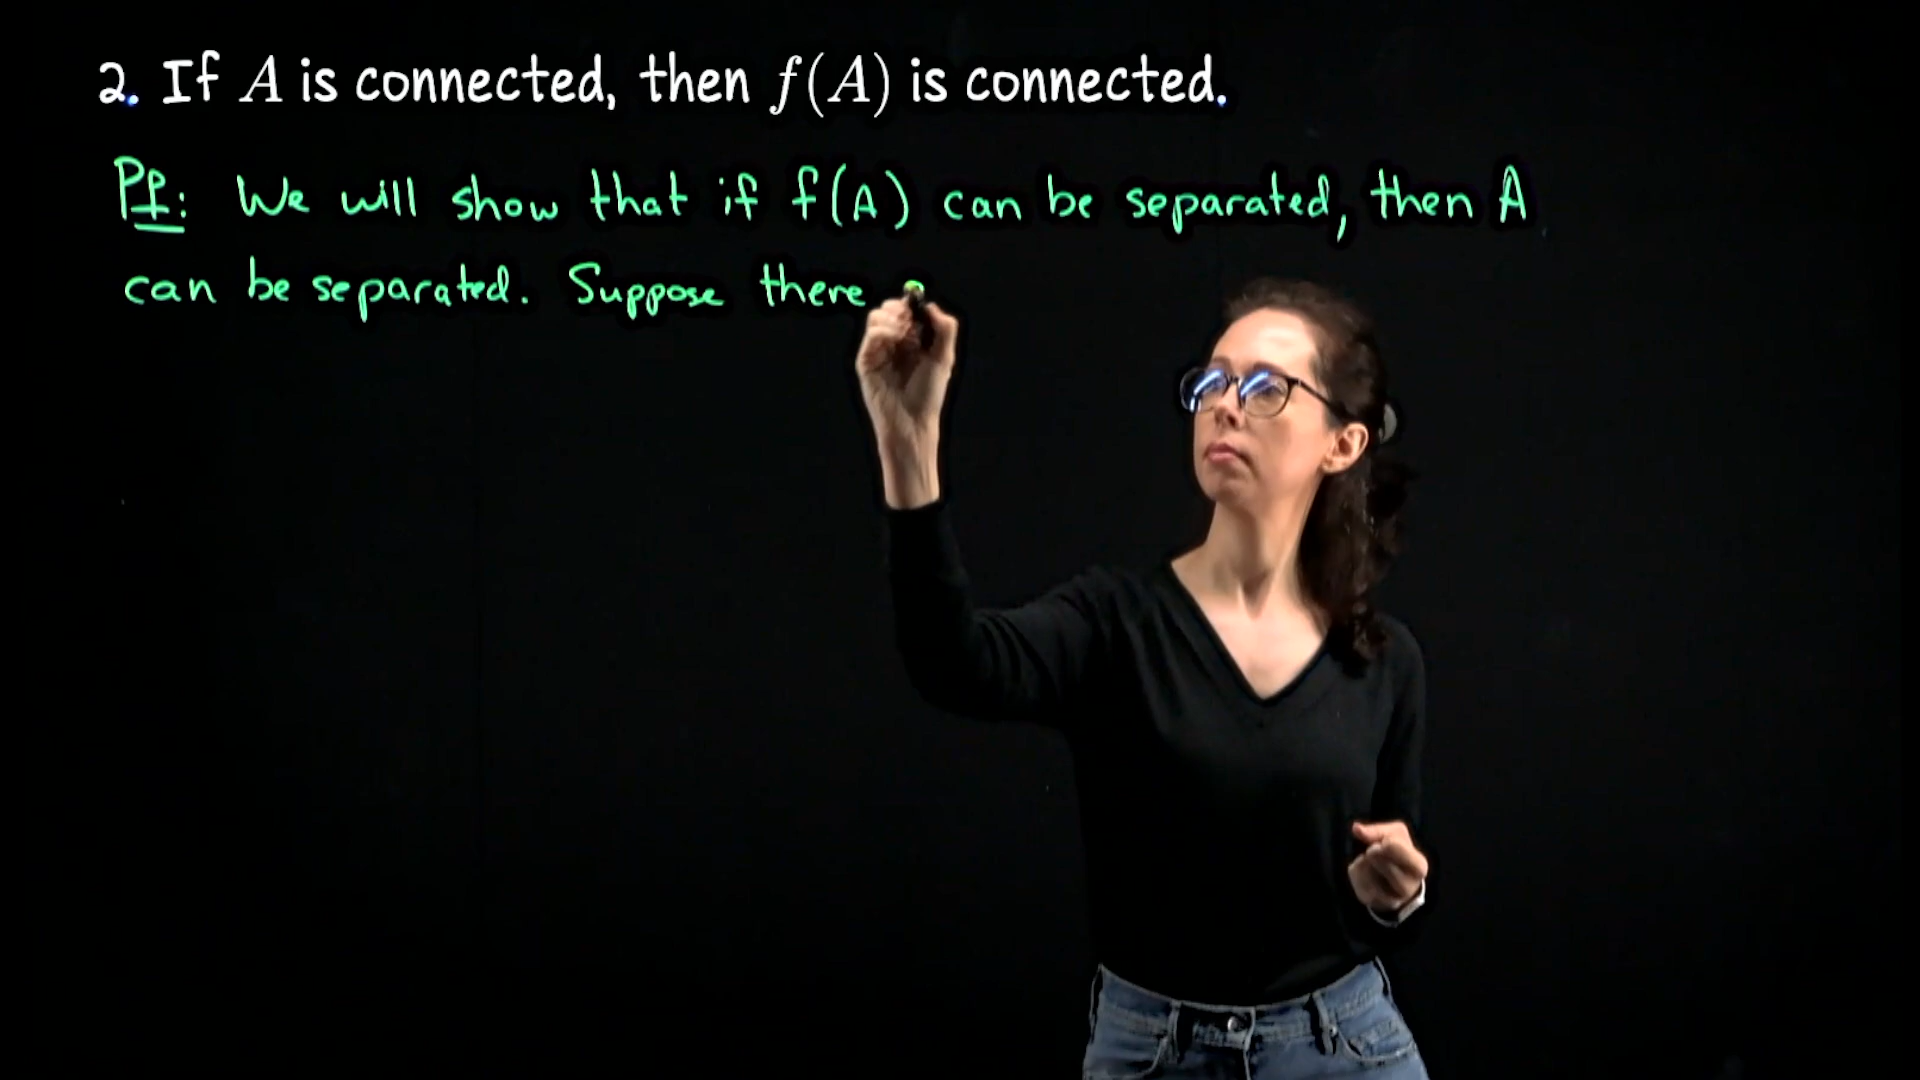 2. If A is connected, then f(A) is connected.
Pf: We will show that if f(A) can be separated, then A
can be separated. Suppose there